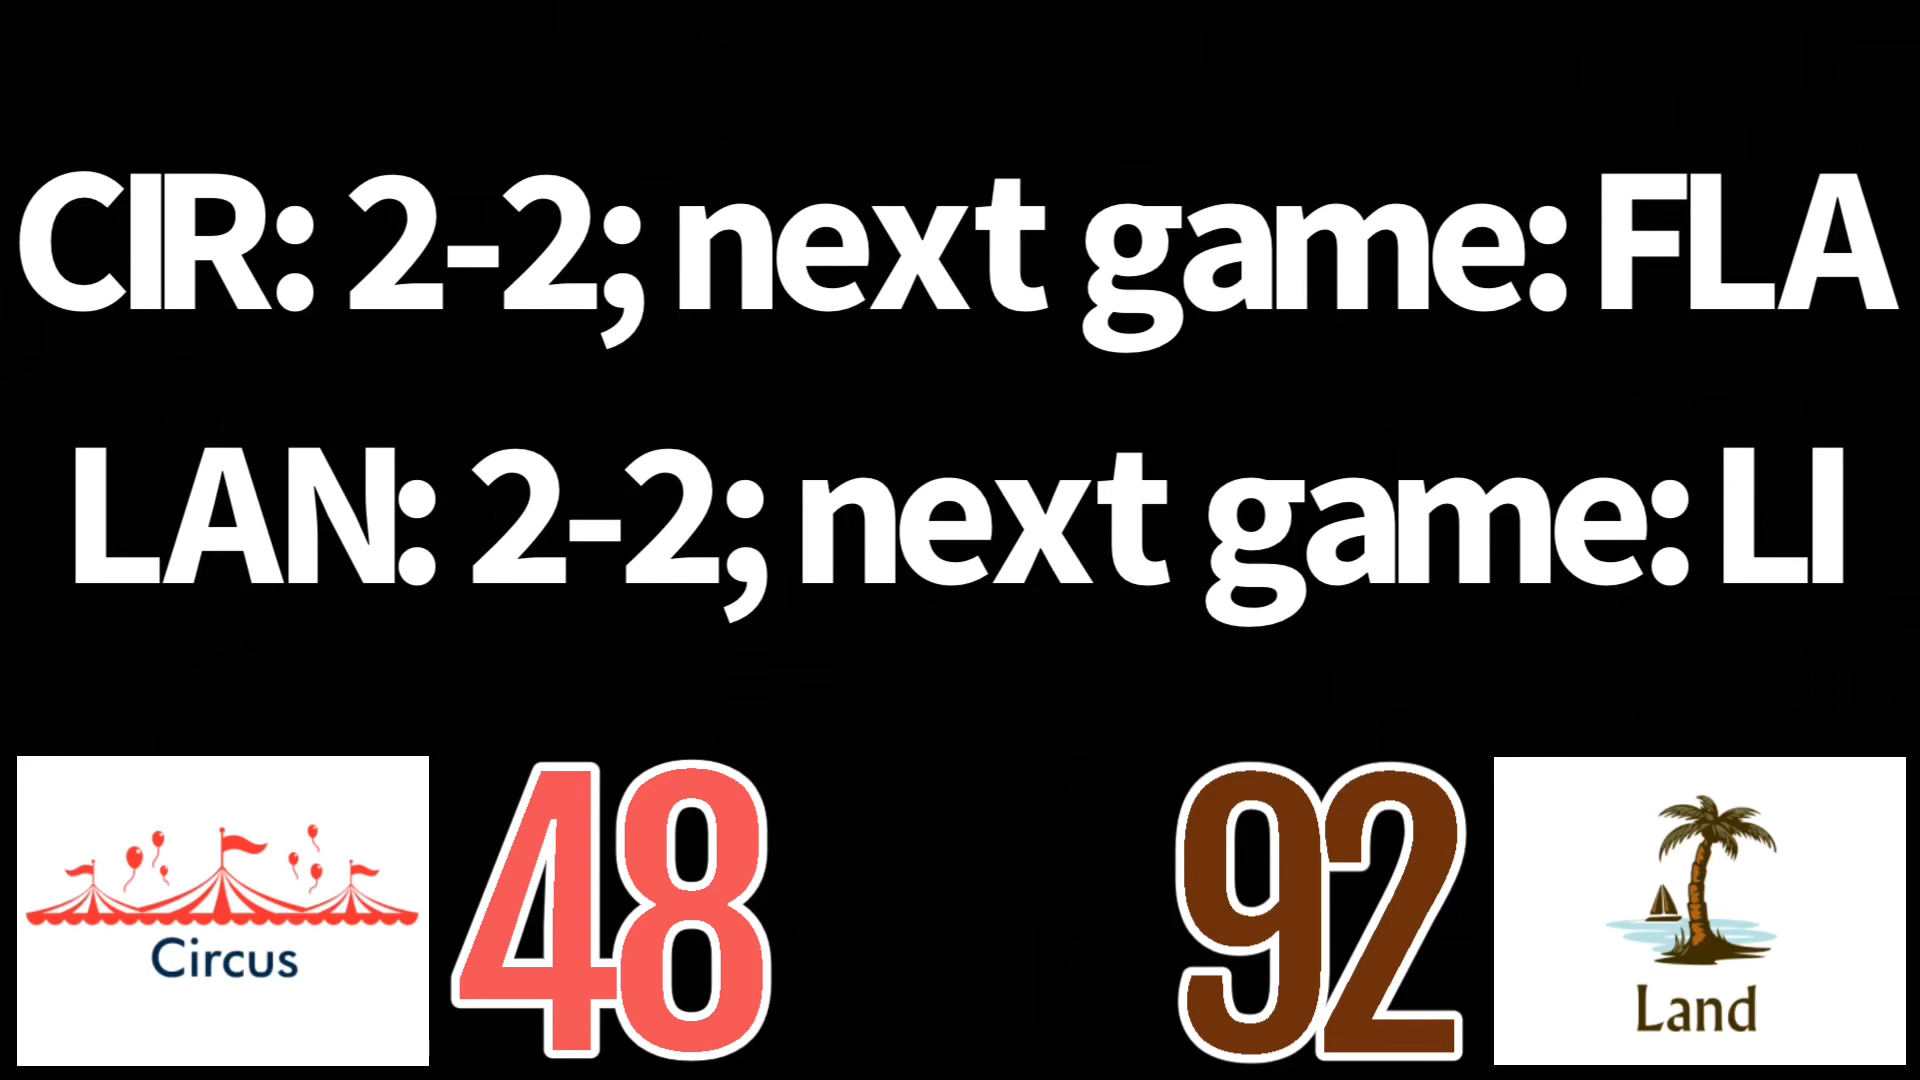 CIR: 2-2; next game: FLA
LAN: 2-2; next game: LI
Circus 48 92 Land